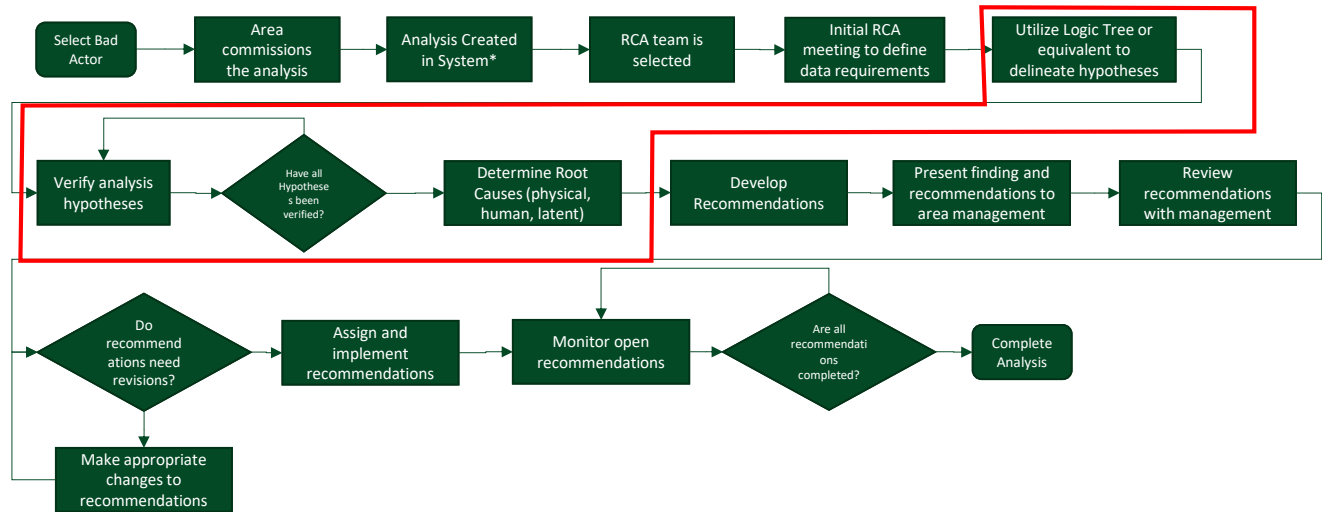 Select Bad
Actor
Area
commissions
the analysis
Analysis Created
in System*
RCA team is
selected
Initial RCA
meeting to define
data requirements
Utilize Logic Tree or
equivalent to
delineate hypotheses
Verify analysis
hypotheses
Have all
Hypothese
s been
verified?
Determine Root
Causes (physical,
human, latent)
Develop
Recommendations
Present finding and
recommendations to
area management
Review
recommendations
with management
Do
recommend
ations need
revisions?
Assign and
implement
recommendations
Monitor open
recommendations
Are all
recommendati
ons
completed?
Complete
Analysis
Make appropriate
changes to
recommendations